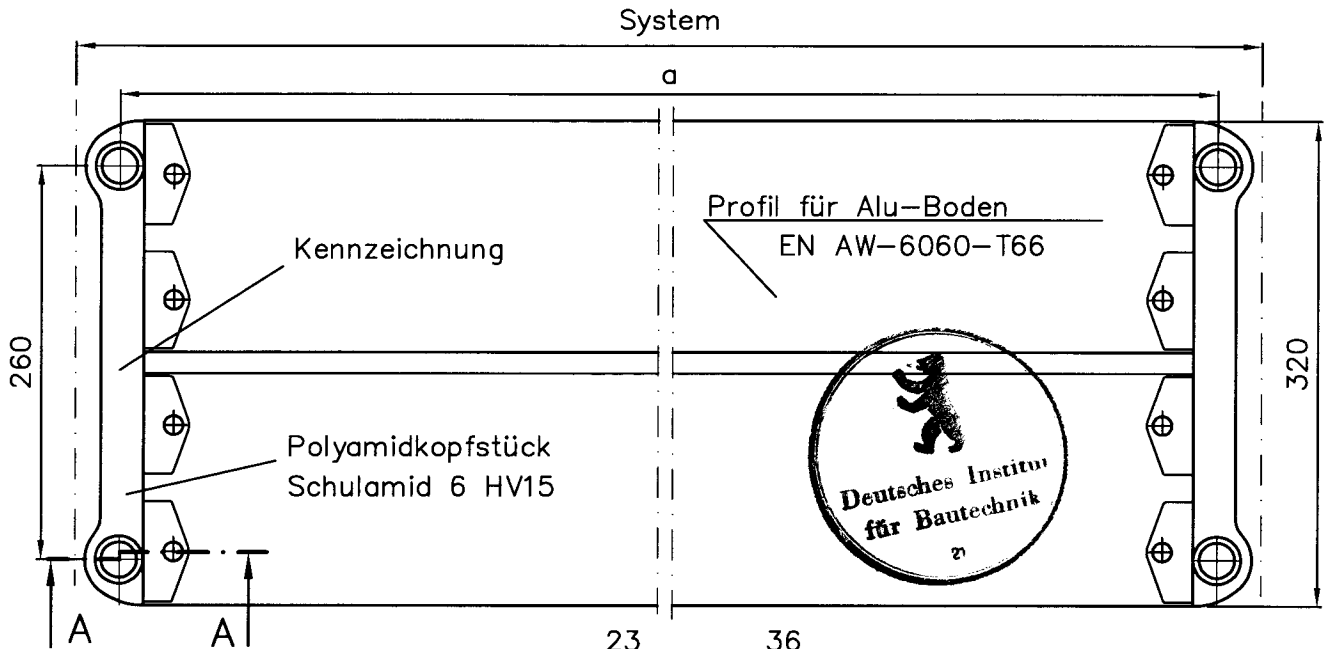 System
a
Profil für Alu-Boden
EN AW-6060-T66
Kennzeichnung
260
320
Polyamidkopfstück
Schulamid 6 HV15
Deutsches Institut
für Bautechnik
21
A
A
23
36